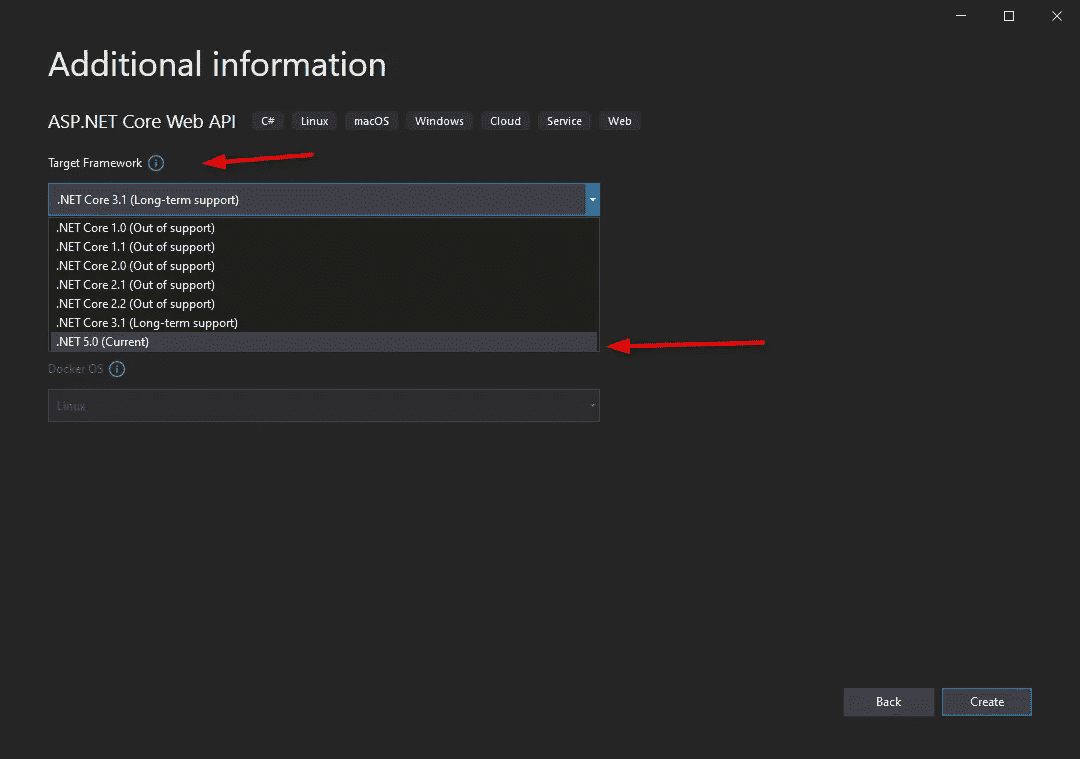 Additional information
ASP.NET Core Web API C# Linux macOS Windows Cloud Service Web
Target Framework
.NET Core 3.1 (Long-term support)
.NET Core 1.0 (Out of support)
.NET Core 1.1 (Out of support)
.NET Core 2.0 (Out of support)
.NET Core 2.1 (Out of support)
.NET Core 2.2 (Out of support)
.NET Core 3.1 (Long-term support)
.NET 5.0 (Current)
Docker OS
Linux
Back Create